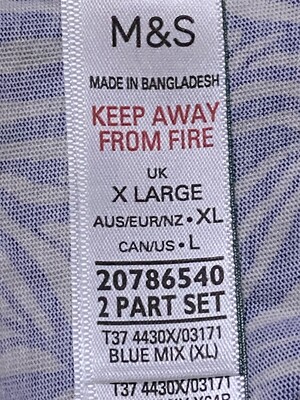 M&S
MADE IN BANGLADESH
KEEP AWAY
FROM FIRE
UK
X LARGE
AUS/EUR/NZ • XL
CAN/US • L
20786540
2 PART SET
T37 4430X/03171
BLUE MIX (XL)
T37 4430X/03171